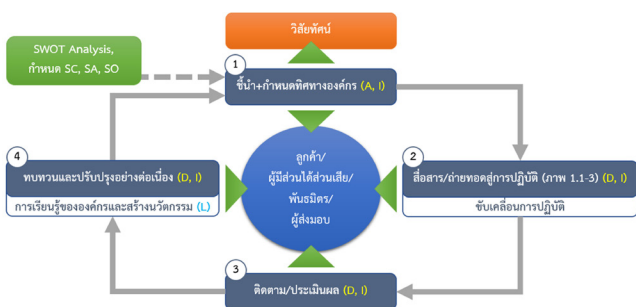 วิสัยทัศน์
SWOT Analysis,
กำหนด SC, SA, SO
1
ชี้นำ+กำหนดทิศทางองค์กร (A, I)
4
ทบทวนและปรับปรุงอย่างต่อเนื่อง (D, I)
การเรียนรู้ขององค์กรและสร้างนวัตกรรม (L)
ลูกค้า/
ผู้มีส่วนได้ส่วนเสีย/
พันธมิตร/
ผู้ส่งมอบ
2
สื่อสาร/ถ่ายทอดสู่การปฏิบัติ (ภาพ 1.1-3) (D, I)
ขับเคลื่อนการปฏิบัติ
3
ติดตาม/ประเมินผล (D, I)